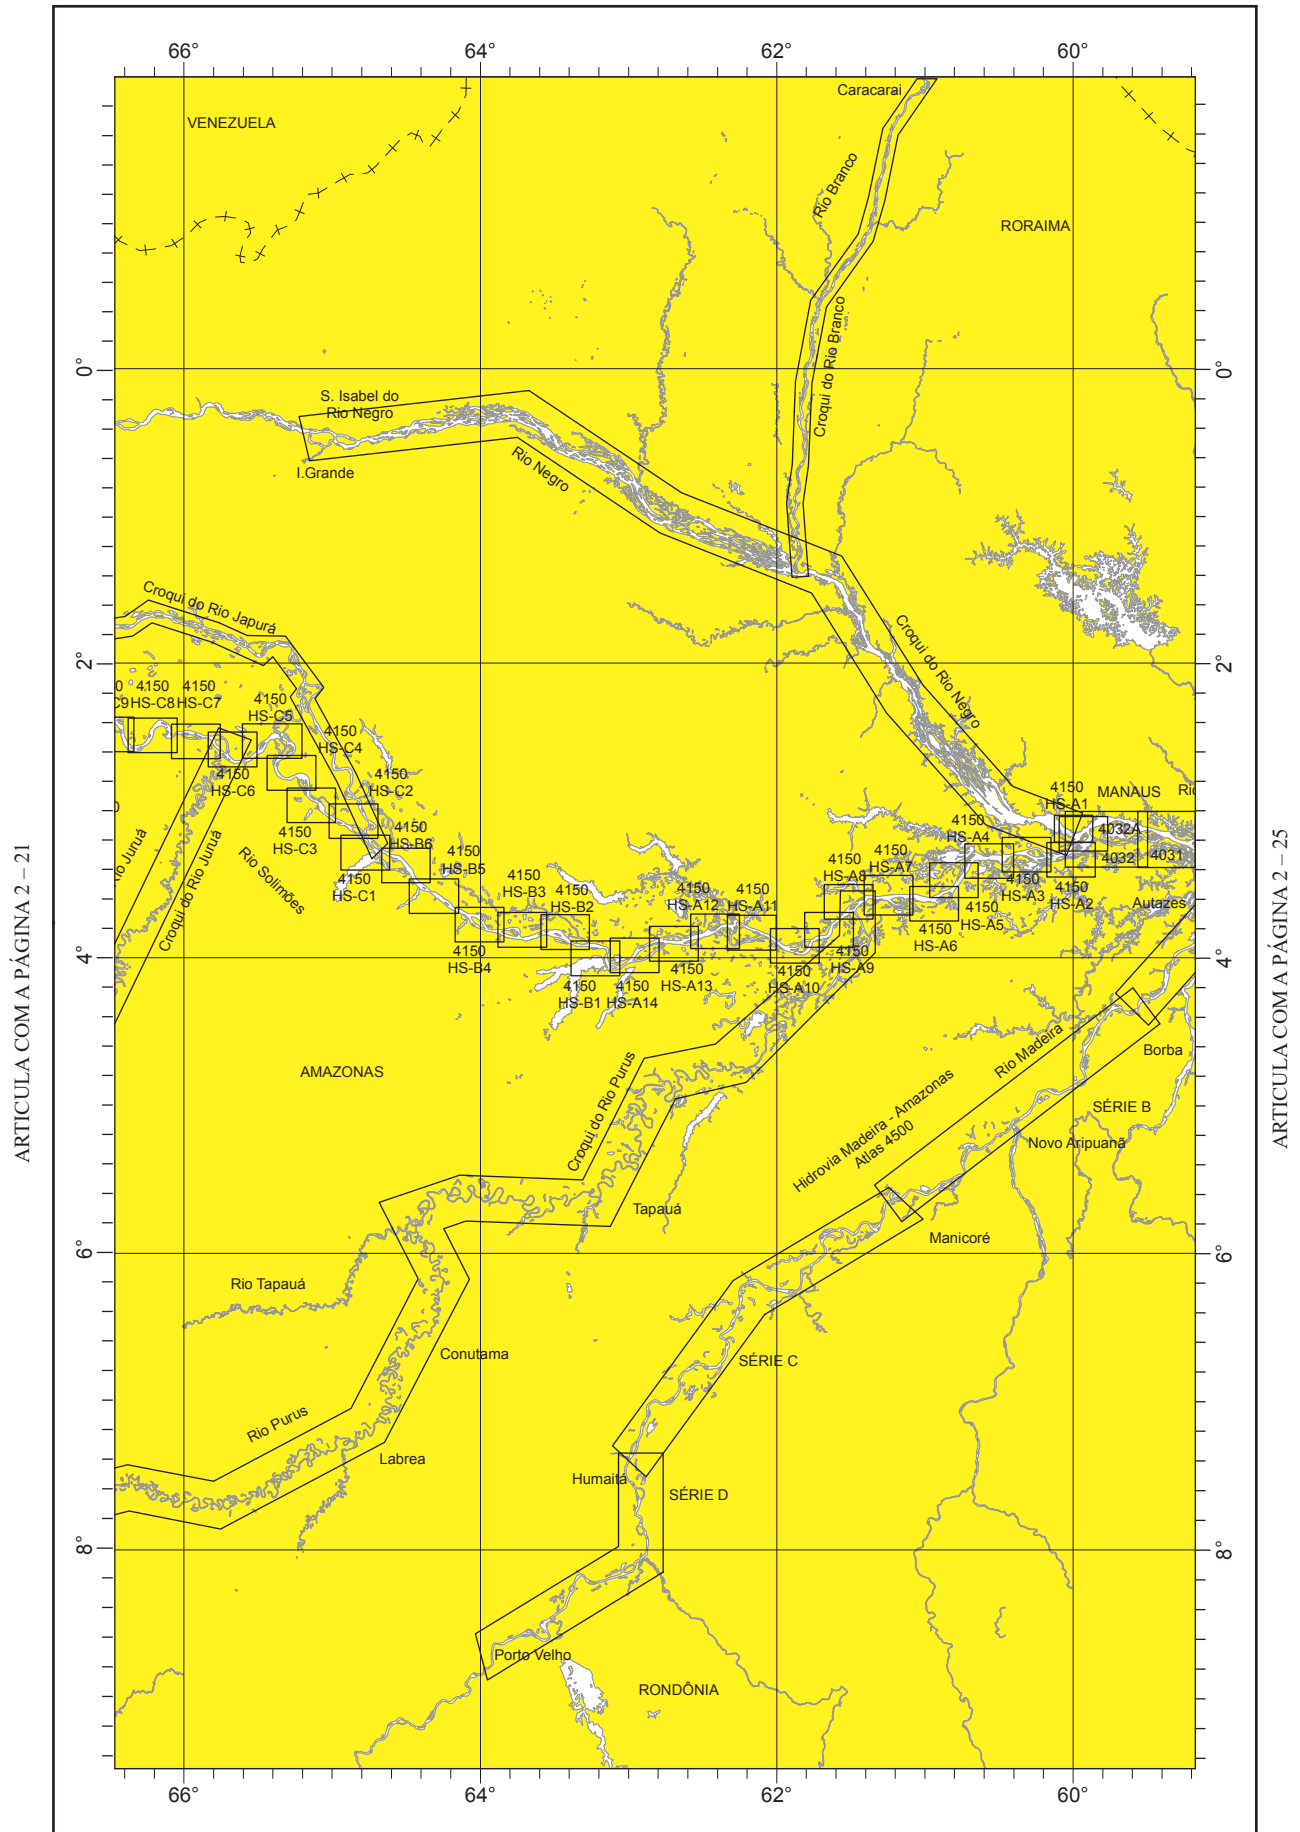 66°
64°
62°
60°
VENEZUELA
Caracarai
Rio Branco
RORAIMA
Croqui do Rio Branco
0°
0°
S. Isabel do
Rio Negro
I.Grande
Rio Negro
Croqui do Rio Japurá
Croqui do Rio Negro
2°
2°
0
C9
4150
HS-C8
4150
HS-C7
4150
HS-C5
4150
HS-C4
4150
HS-C6
4150
HS-C2
4150
HS-C3
4150
HS-B6
4150
HS-C1
4150
HS-B5
4150
HS-B3
4150
HS-B2
4150
HS-B4
4150
HS-B1
4150
HS-A14
4150
HS-A13
4150
HS-A12
4150
HS-A11
4150
HS-A10
4150
HS-A9
4150
HS-A8
4150
HS-A7
4150
HS-A6
4150
HS-A5
4150
HS-A4
4150
HS-A3
4150
HS-A2
4150
HS-A1
MANAUS
Ri
4032A
4032
4031
Autazes
0
Rio Juruá
Croqui do Rio Juruá
Rio Solimões
4°
4°
AMAZONAS
Croqui do Rio Purus
Rio Madeira
Hidrovia Madeira - Amazonas
Atlas 4500
Borba
SÉRIE B
Novo Aripuanã
Tapauá
Manicoré
6°
6°
Rio Tapauá
Conutama
SÉRIE C
Rio Purus
Labrea
Humaitá
SÉRIE D
8°
8°
Porto Velho
RONDÔNIA
66°
64°
62°
60°
ARTICULA COM A PÁGINA 2 – 21
ARTICULA COM A PÁGINA 2 – 25